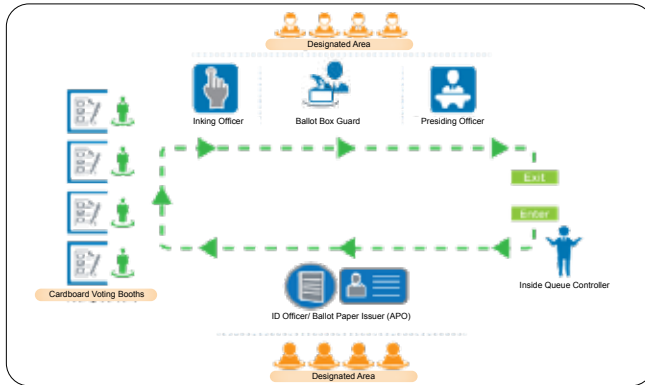 Designated Area
Inking Officer
Ballot Box Guard
Presiding Officer
Exit
Enter
Inside Queue Controller
Cardboard Voting Booths
ID Officer/ Ballot Paper Issuer (APO)
Designated Area